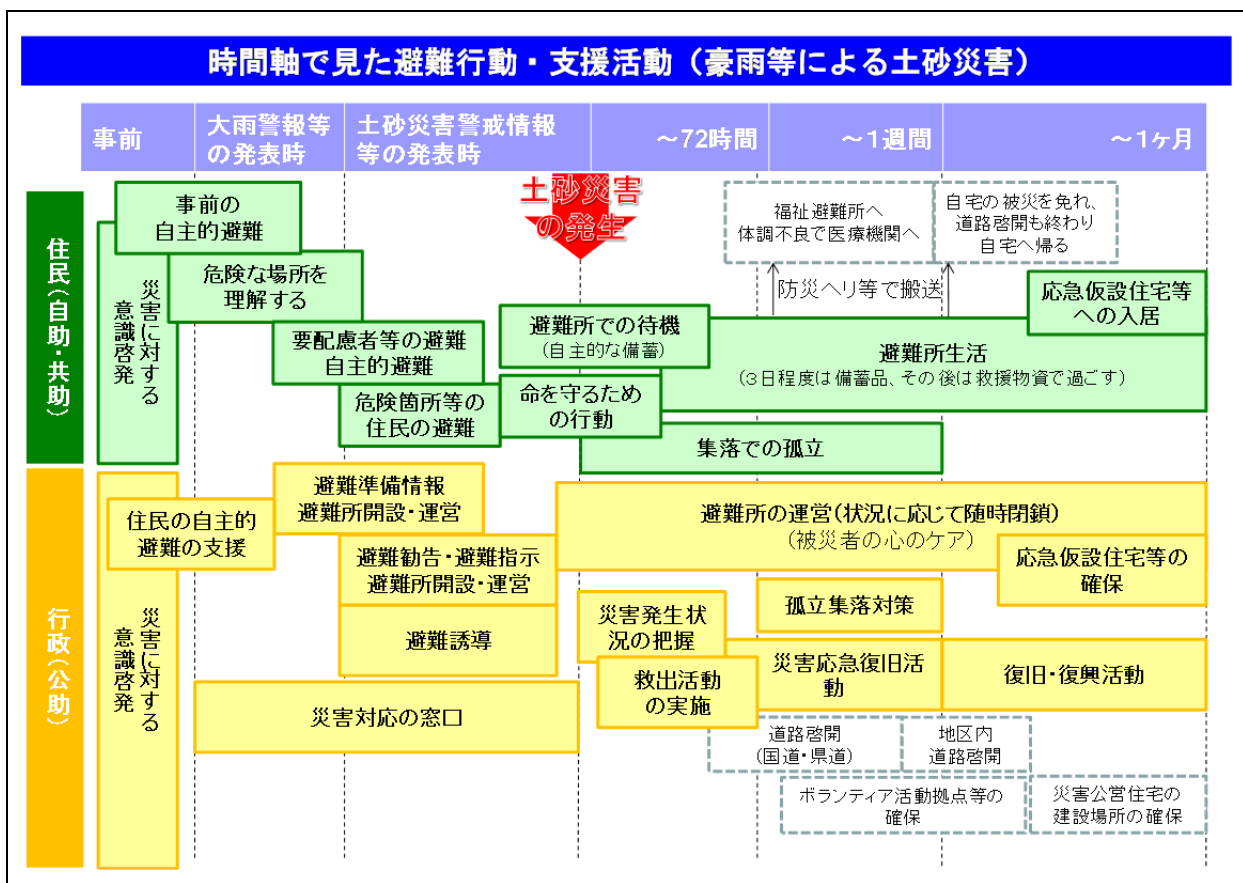 時間軸で見た避難行動・支援活動（豪雨等による土砂災害）
事前
大雨警報等
の発表時
土砂災害警戒情報
等の発表時
～72時間
～1週間
～1ヶ月
土砂災害
の発生
住民（自助・共助）
災害に対する
意識啓発
事前の
自主的避難
危険な場所を
理解する
要配慮者等の避難
自主的避難
危険箇所等の
住民の避難
避難所での待機
（自主的な備蓄）
命を守るため
の行動
福祉避難所へ
体調不良で医療機関へ
自宅の被災を免れ、
道路啓開も終わり
自宅へ帰る
防災ヘリ等で搬送
応急仮設住宅等
への入居
避難所生活
（３日程度は備蓄品、その後は救援物資で過ごす）
集落での孤立
行政（公助）
災害に対する
意識啓発
住民の自主的
避難の支援
避難準備情報
避難所開設・運営
避難勧告・避難指示
避難所開設・運営
避難誘導
災害対応の窓口
避難所の運営（状況に応じて随時閉鎖）
（被災者の心のケア）
応急仮設住宅等の
確保
災害発生状
況の把握
孤立集落対策
救出活動
の実施
災害応急復旧活
動
復旧・復興活動
道路啓開
（国道・県道）
地区内
道路啓開
ボランティア活動拠点等の
確保
災害公営住宅の
建設場所の確保